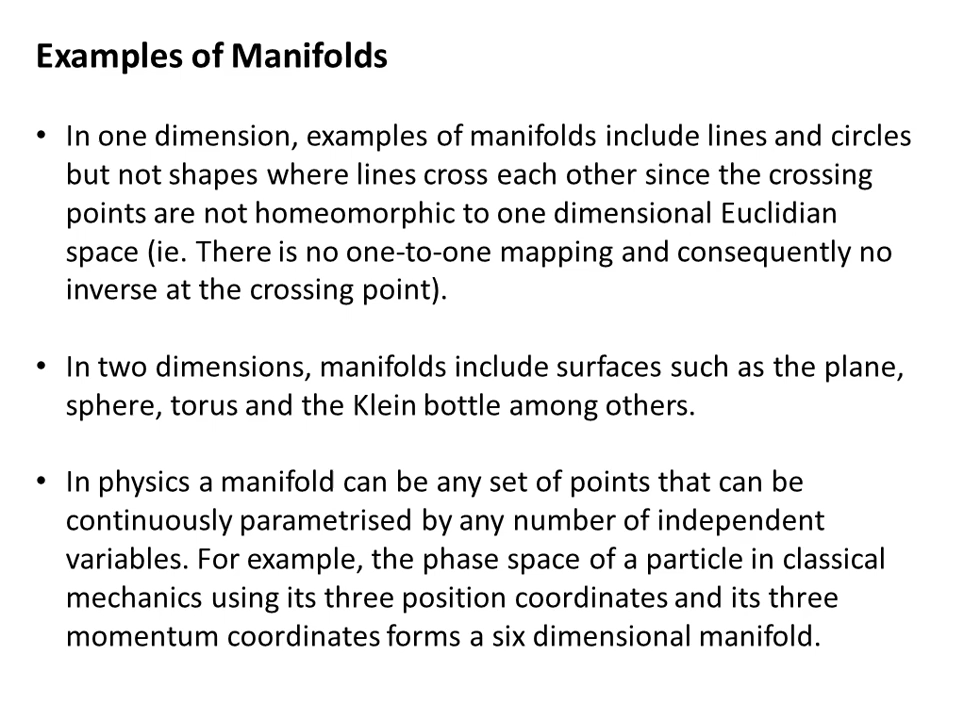 Examples of Manifolds
• In one dimension, examples of manifolds include lines and circles
but not shapes where lines cross each other since the crossing
points are not homeomorphic to one dimensional Euclidian
space (ie. There is no one-to-one mapping and consequently no
inverse at the crossing point).
• In two dimensions, manifolds include surfaces such as the plane,
sphere, torus and the Klein bottle among others.
• In physics a manifold can be any set of points that can be
continuously parametrised by any number of independent
variables. For example, the phase space of a particle in classical
mechanics using its three position coordinates and its three
momentum coordinates forms a six dimensional manifold.